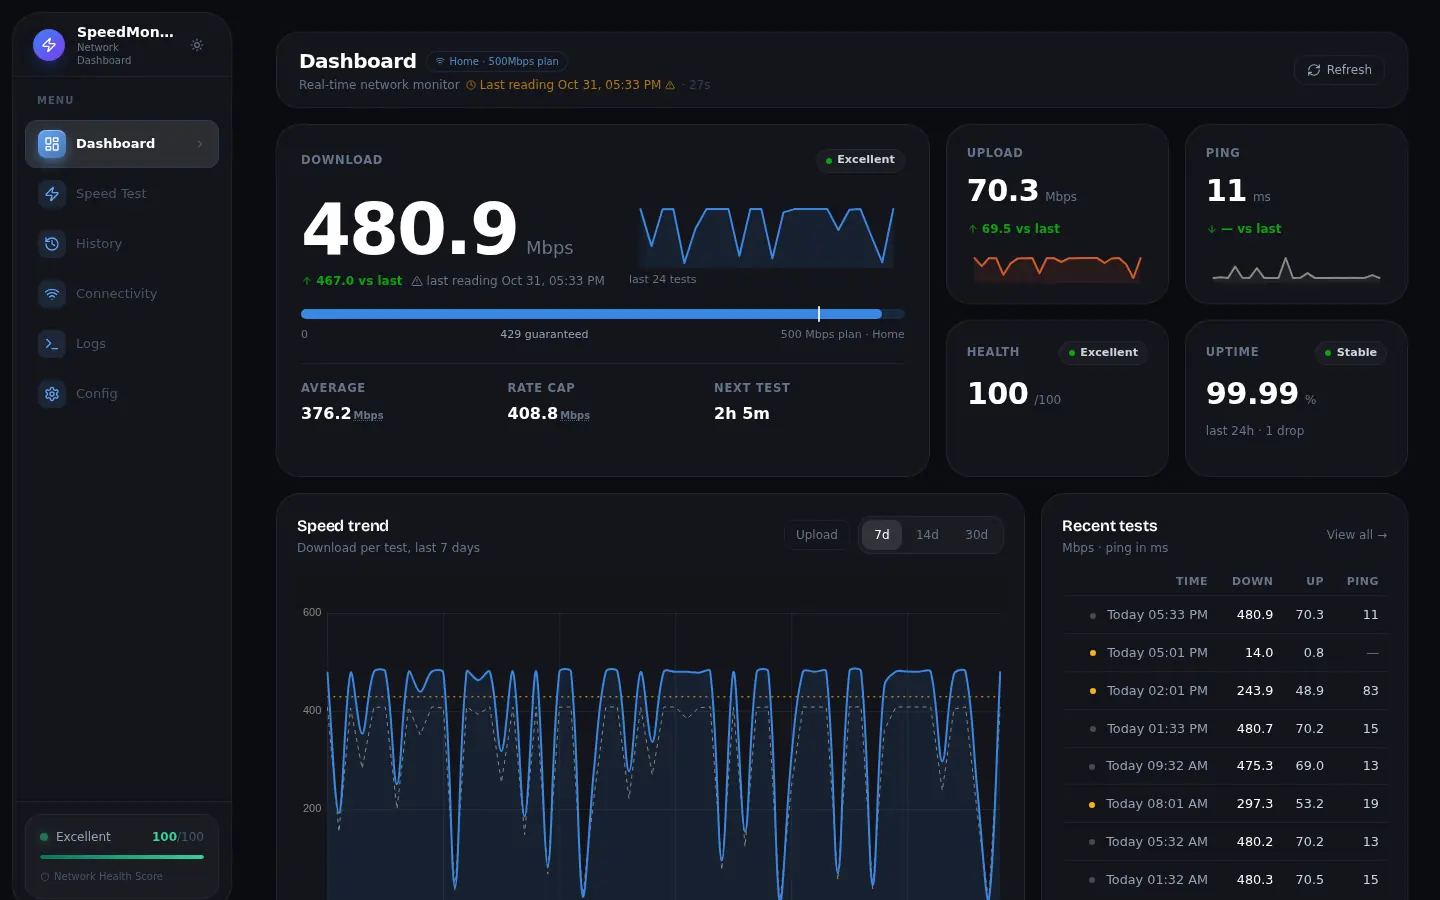 SpeedMon...
Network
Dashboard
MENU
Dashboard
Speed Test
History
Connectivity
Logs
Config
Excellent 100/100
Network Health Score
Dashboard Home · 500Mbps plan
Real-time network monitor Last reading Oct 31, 05:33 PM · 27s
Refresh
DOWNLOAD Excellent
480.9 Mbps
↑ 467.0 vs last last reading Oct 31, 05:33 PM last 24 tests
0 429 guaranteed 500 Mbps plan · Home
AVERAGE RATE CAP NEXT TEST
376.2 Mbps 408.8 Mbps 2h 5m
UPLOAD
70.3 Mbps
↑ 69.5 vs last
PING
11 ms
↓ — vs last
HEALTH Excellent
100 /100
UPTIME Stable
99.99 %
last 24h · 1 drop
Speed trend
Download per test, last 7 days
Upload 7d 14d 30d
600
400
200
Recent tests
Mbps · ping in ms
View all →
TIME DOWN UP PING
Today 05:33 PM 480.9 70.3 11
Today 05:01 PM 14.0 0.8 —
Today 02:01 PM 243.9 48.9 83
Today 01:33 PM 480.7 70.2 15
Today 09:32 AM 475.3 69.0 13
Today 08:01 AM 297.3 53.2 19
Today 05:32 AM 480.2 70.2 13
Today 01:32 AM 480.3 70.5 15